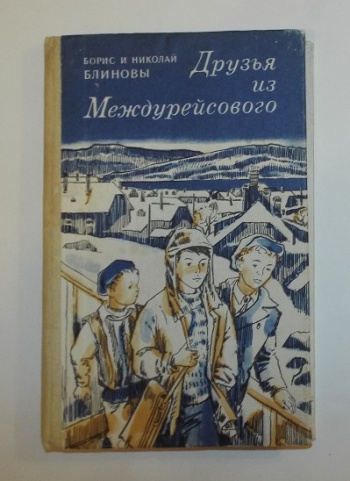 БОРИС И НИКОЛАЙ
БЛИНОВЫ
Друзья
из
Междурейсового